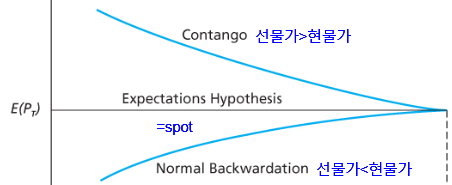 Contango 선물가>현물가
Expectations Hypothesis
E(P_T)
=spot
Normal Backwardation 선물가<현물가